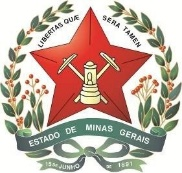 LIBERTAS QUÆ SERA TAMEN
ESTADO DE MINAS GERAIS
15 DE JUNHO DE 1891